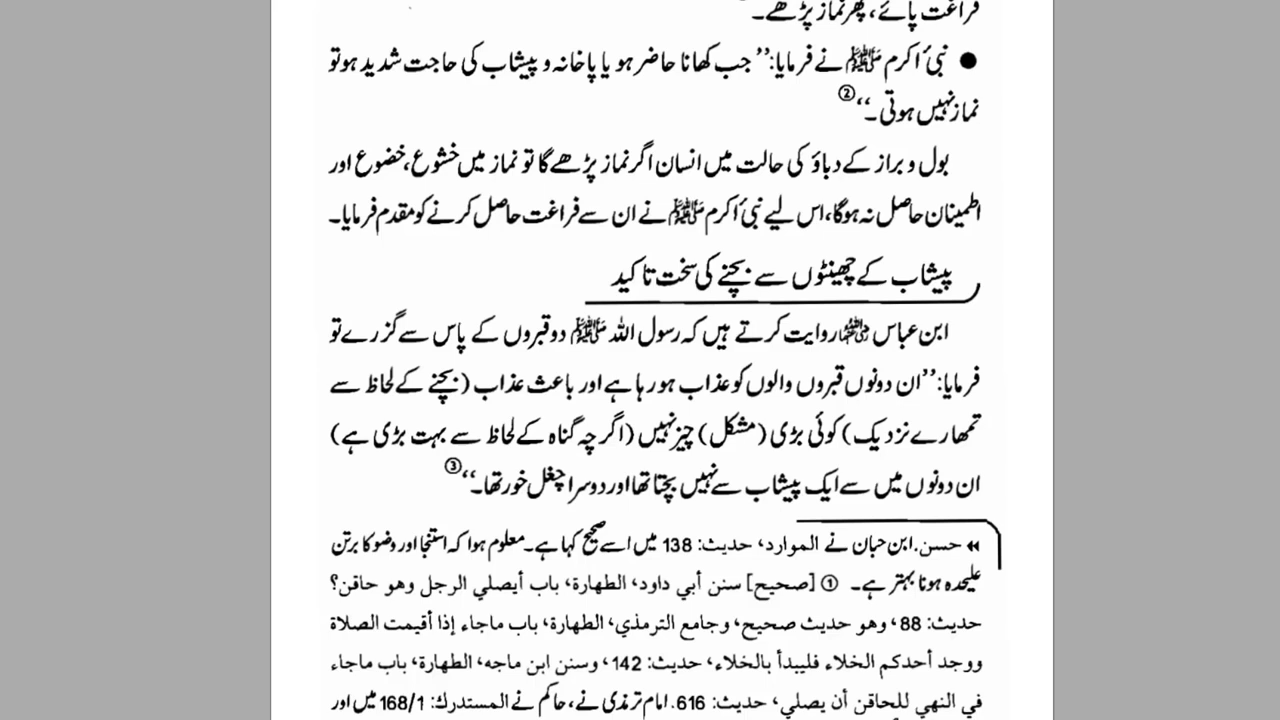 فراغت پائے، پھر نماز پڑھے۔
● نبیٔ اکرم ﷺ نے فرمایا: ’’جب کھانا حاضر ہو یا پاخانہ و پیشاب کی حاجت شدید ہو تو
نماز نہیں ہوتی۔‘‘ ②
بول و براز کے دباؤ کی حالت میں انسان اگر نماز پڑھے گا تو نماز میں خشوع، خضوع اور
اطمینان حاصل نہ ہوگا، اس لیے نبیٔ اکرم ﷺ نے ان سے فراغت حاصل کرنے کو مقدم فرمایا۔
پیشاب کے چھینٹوں سے بچنے کی سخت تاکید
ابن عباس رضی اللہ عنہما روایت کرتے ہیں کہ رسول اللہ ﷺ دو قبروں کے پاس سے گزرے تو
فرمایا: ’’ان دونوں قبروں والوں کو عذاب ہو رہا ہے اور باعث عذاب (بچنے کے لحاظ سے
تمھارے نزدیک) کوئی بڑی (مشکل) چیز نہیں (اگرچہ گناہ کے لحاظ سے بہت بڑی ہے)
ان دونوں میں سے ایک پیشاب سے نہیں بچتا تھا اور دوسرا چغل خور تھا۔‘‘ ③
◂◂ حسن. ابن حبان نے الموارد، حدیث: 138 میں اسے صحیح کہا ہے۔ معلوم ہوا کہ استنجا اور وضو کا برتن
علیحدہ ہونا بہتر ہے۔ ① [صحیح] سنن أبي داود، الطهارة، باب أيصلي الرجل وهو حاقن؟
حديث: 88، وهو حديث صحيح، وجامع الترمذي، الطهارة، باب ماجاء إذا أقيمت الصلاة
ووجد أحدكم الخلاء فليبدأ بالخلاء، حديث: 142، وسنن ابن ماجه، الطهارة، باب ماجاء
في النهي للحاقن أن يصلي، حديث: 616. امام ترمذی نے، حاکم نے المستدرك: 168/1 میں اور